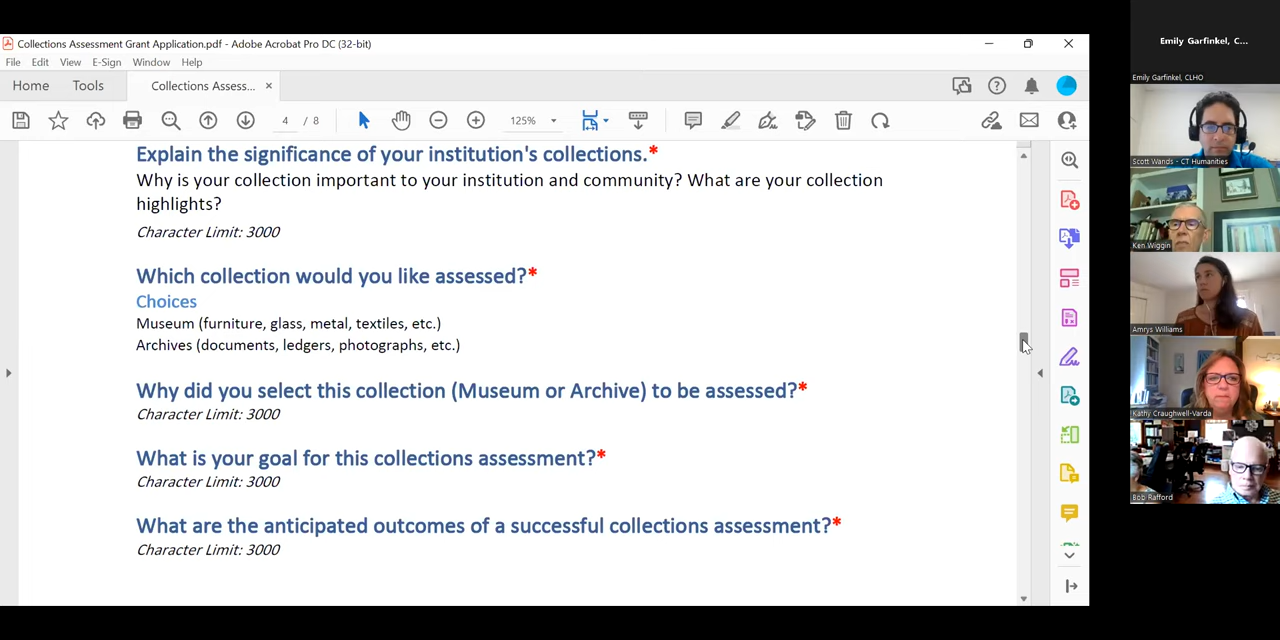 Collections Assessment Grant Application.pdf - Adobe Acrobat Pro DC (32-bit)
File Edit View E-Sign Window Help
Home Tools Collections Assess... ×
4 / 8 125%
Explain the significance of your institution's collections.*
Why is your collection important to your institution and community? What are your collection
highlights?
Character Limit: 3000
Which collection would you like assessed?*
Choices
Museum (furniture, glass, metal, textiles, etc.)
Archives (documents, ledgers, photographs, etc.)
Why did you select this collection (Museum or Archive) to be assessed?*
Character Limit: 3000
What is your goal for this collections assessment?*
Character Limit: 3000
What are the anticipated outcomes of a successful collections assessment?*
Character Limit: 3000
Emily Garfinkel, C...
Emily Garfinkel, CLHO
Scott Wands - CT Humanities
Ken Wiggin
Amrys Williams
Kathy Craughwell-Varda
Bob Rafford